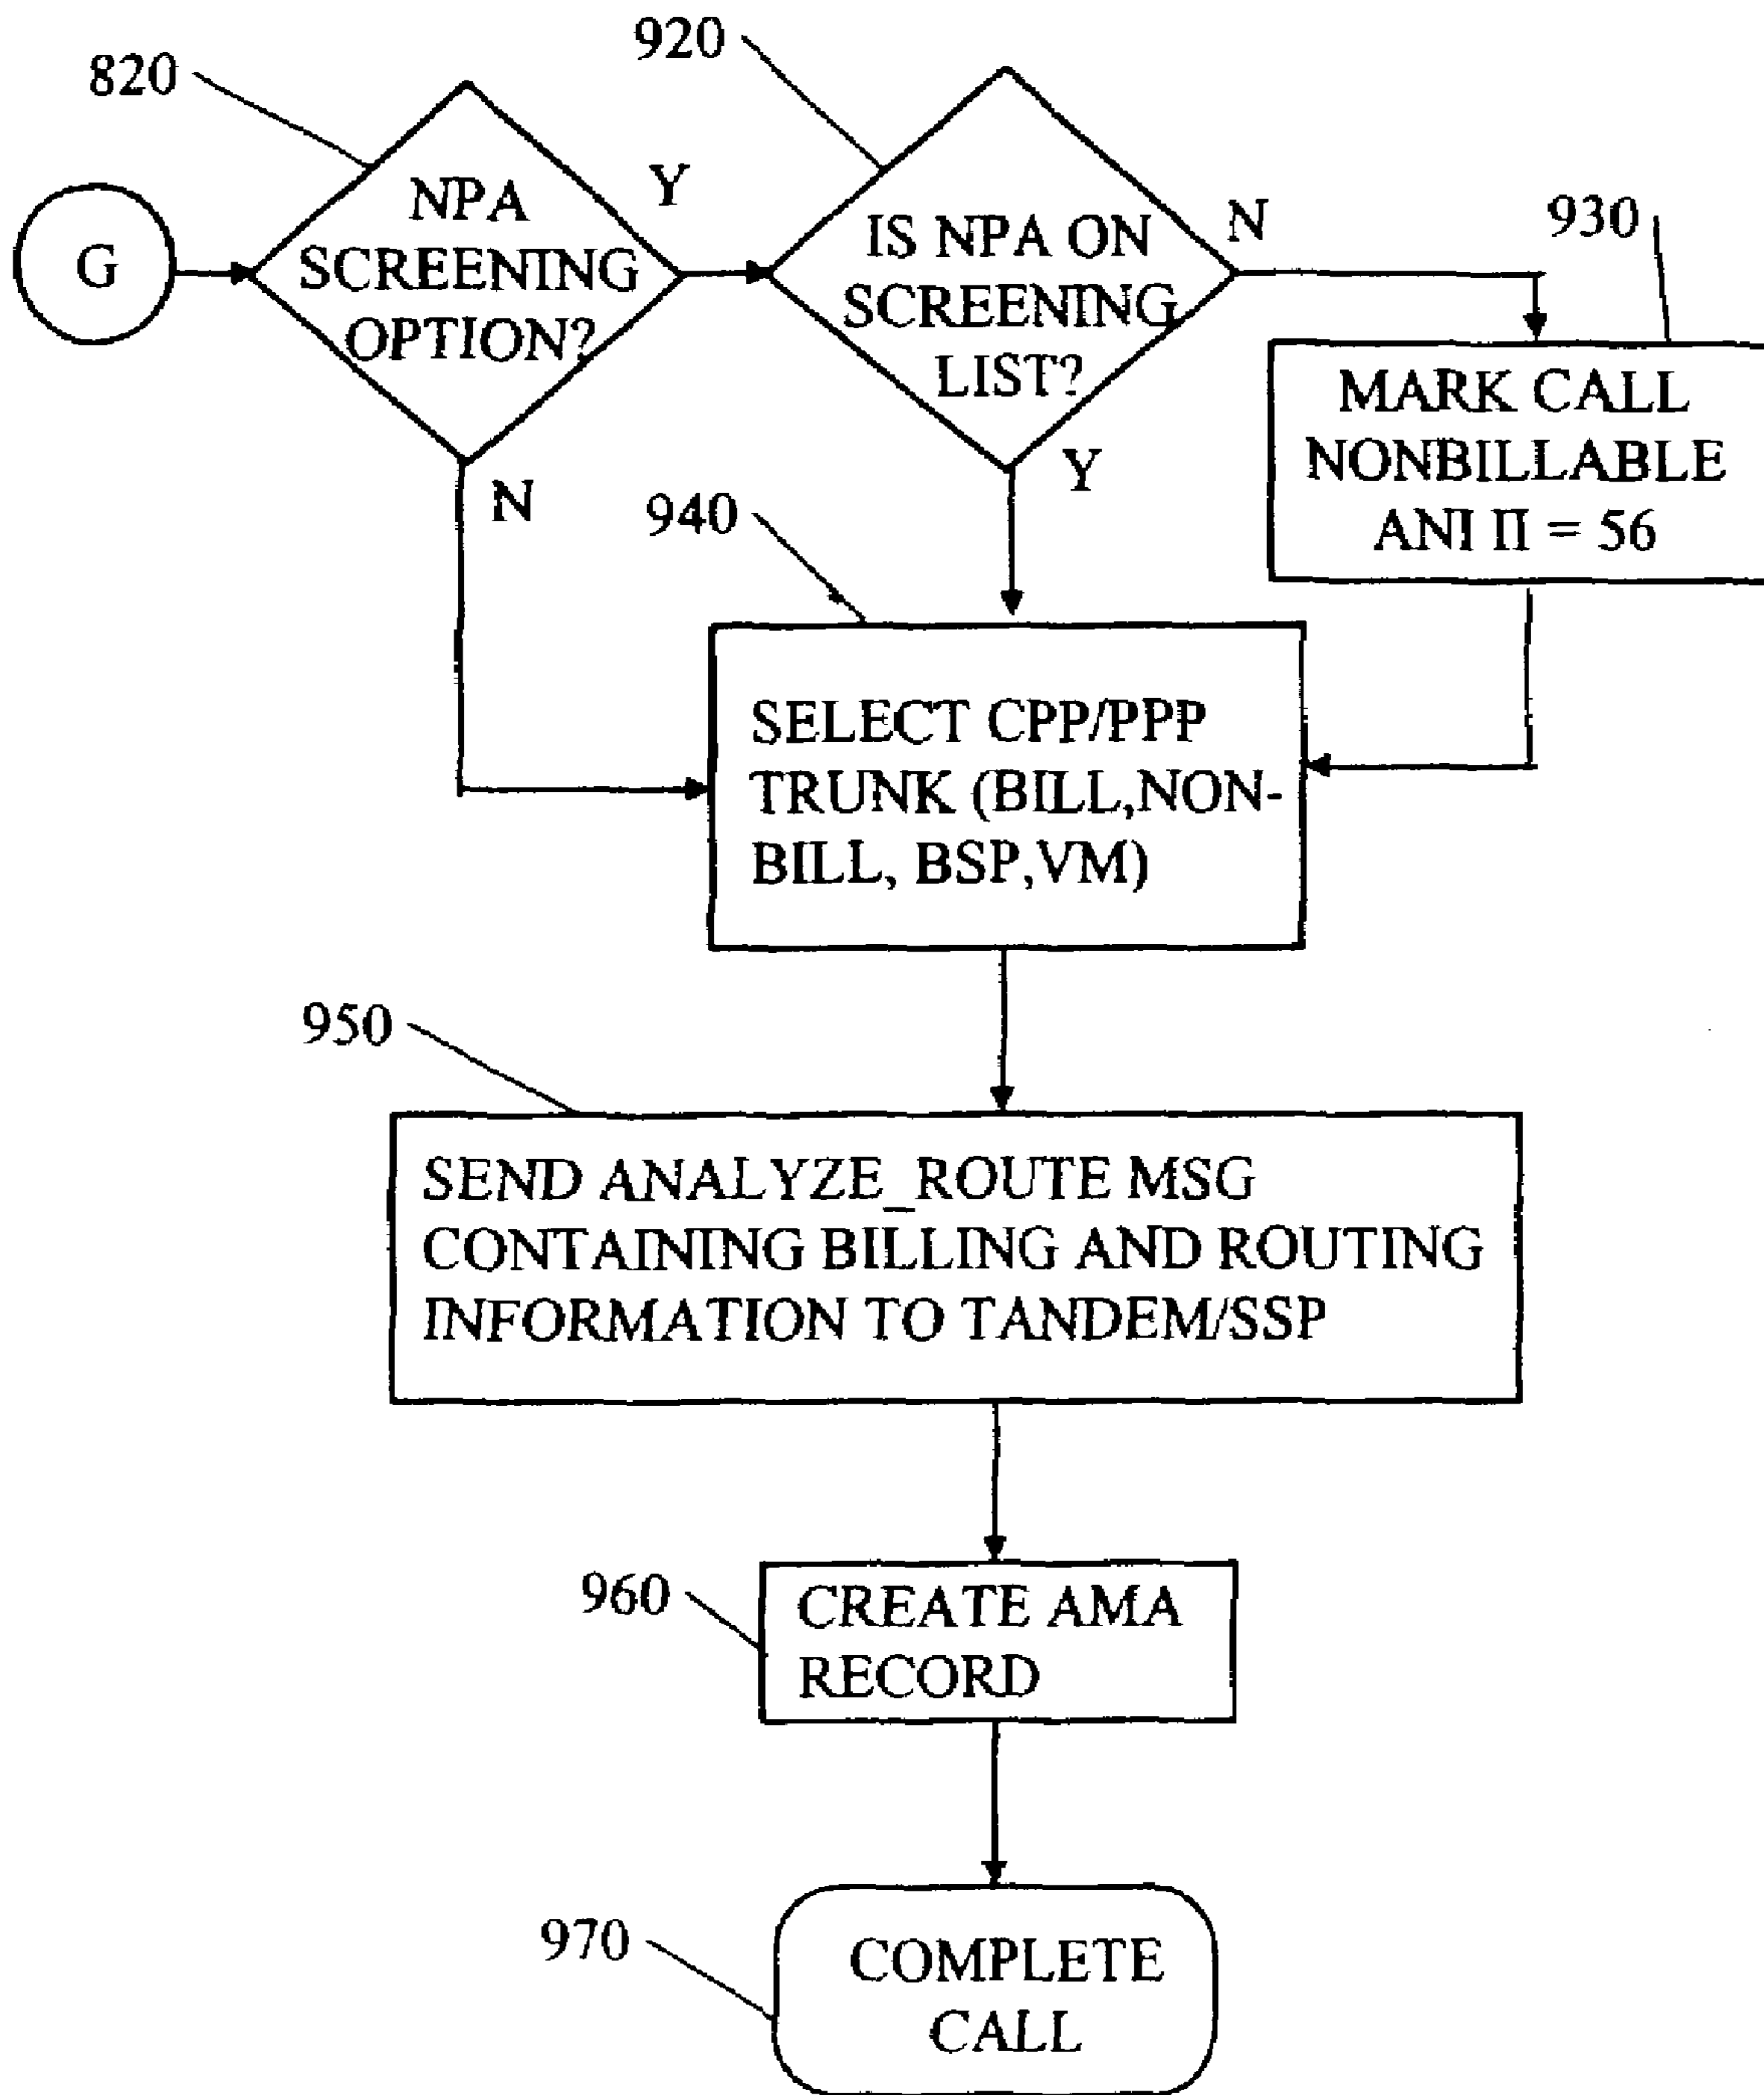 820
920
G
NPA
SCREENING
OPTION?
Y
N
IS NPA ON
SCREENING
LIST?
N
Y
930
MARK CALL
NONBILLABLE
ANI II = 56
940
SELECT CPP/PPP
TRUNK (BILL,NON-
BILL, BSP,VM)
950
SEND ANALYZE_ROUTE MSG
CONTAINING BILLING AND ROUTING
INFORMATION TO TANDEM/SSP
960
CREATE AMA
RECORD
970
COMPLETE
CALL